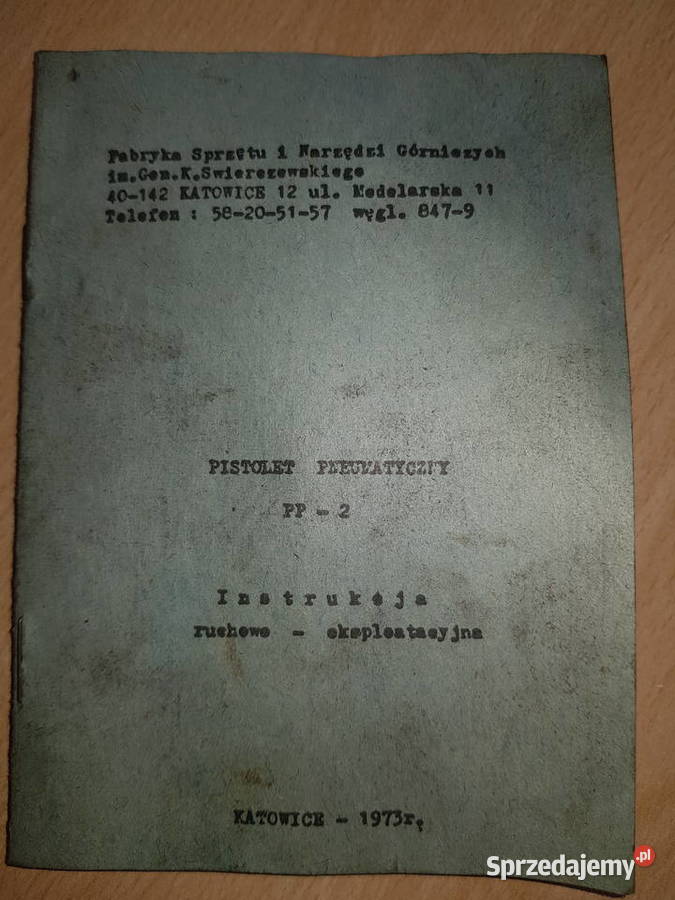 Fabryka Sprzętu i Narzędzi Górniczych
im.Gen.K.Swierczewskiego
40-142 KATOWICE 12 ul. Modelarska 11
Telefon : 58-20-51-57 węgl. 847-9
PISTOLET PNEUMATYCZNY
PP - 2
Instrukcja
ruchowo - eksploatacyjna
KATOWICE - 1973r.
Sprzedajemy.pl